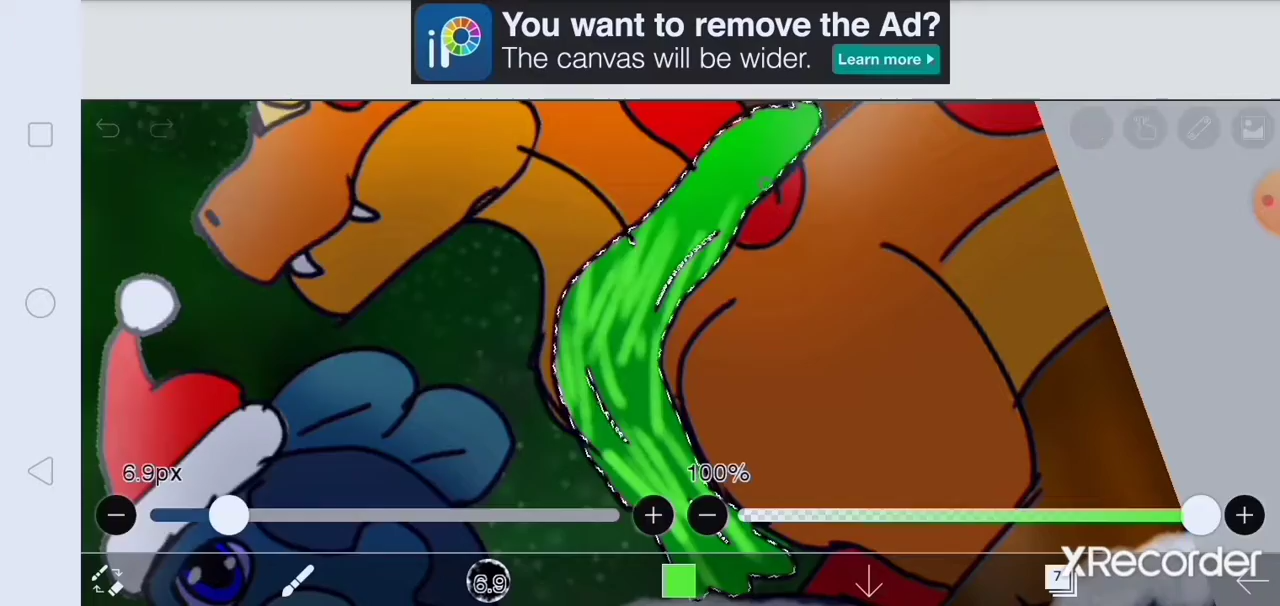 iP
You want to remove the Ad?
The canvas will be wider.
Learn more
6.9px
100%
6.9
7
XRecorder